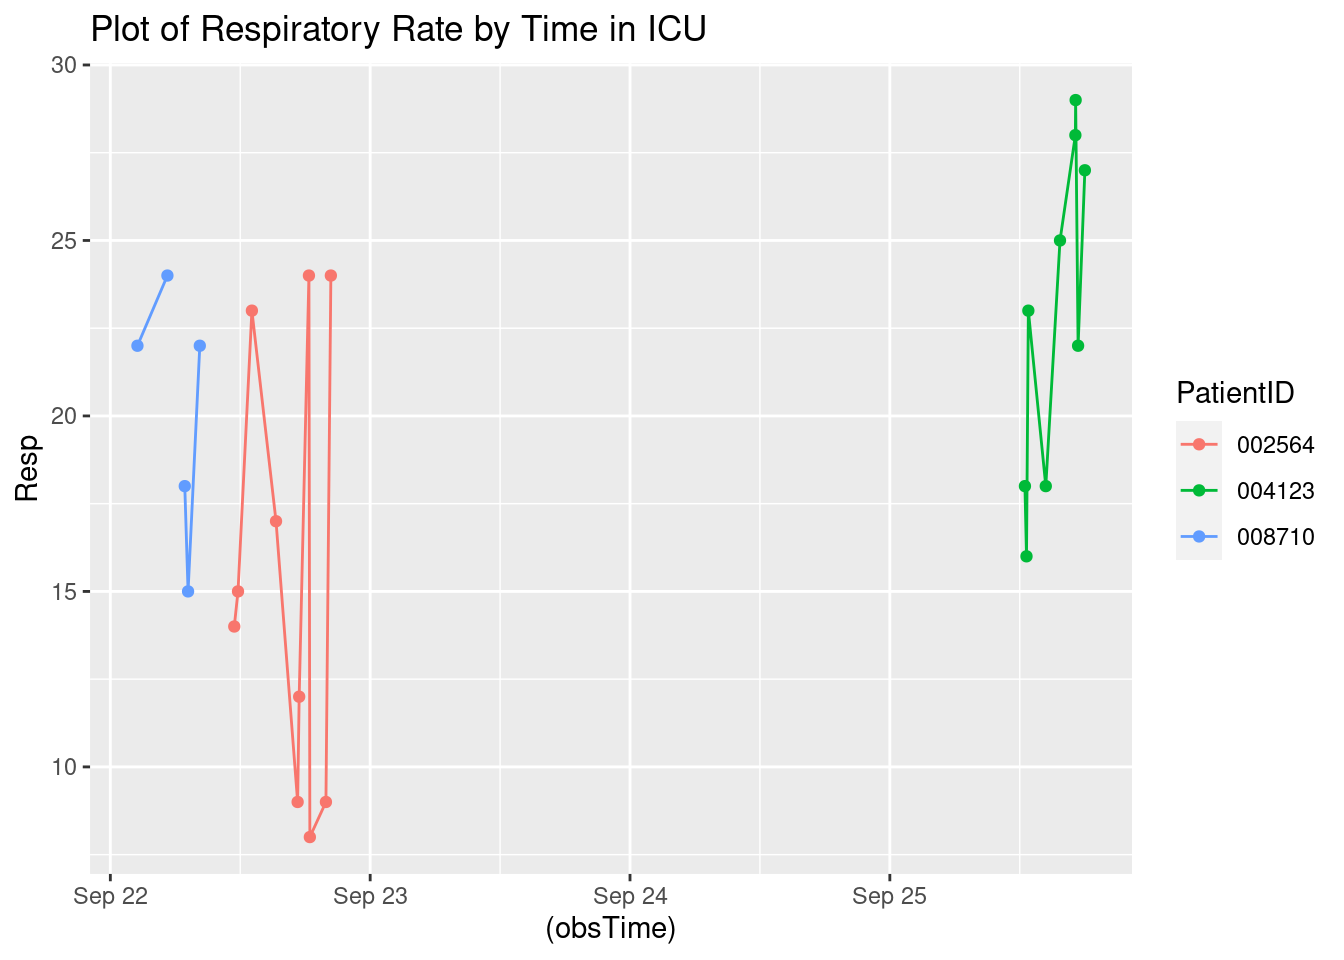 Plot of Respiratory Rate by Time in ICU
30
25
20
15
10
Resp
Sep 22
Sep 23
Sep 24
Sep 25
(obsTime)
PatientID
002564
004123
008710